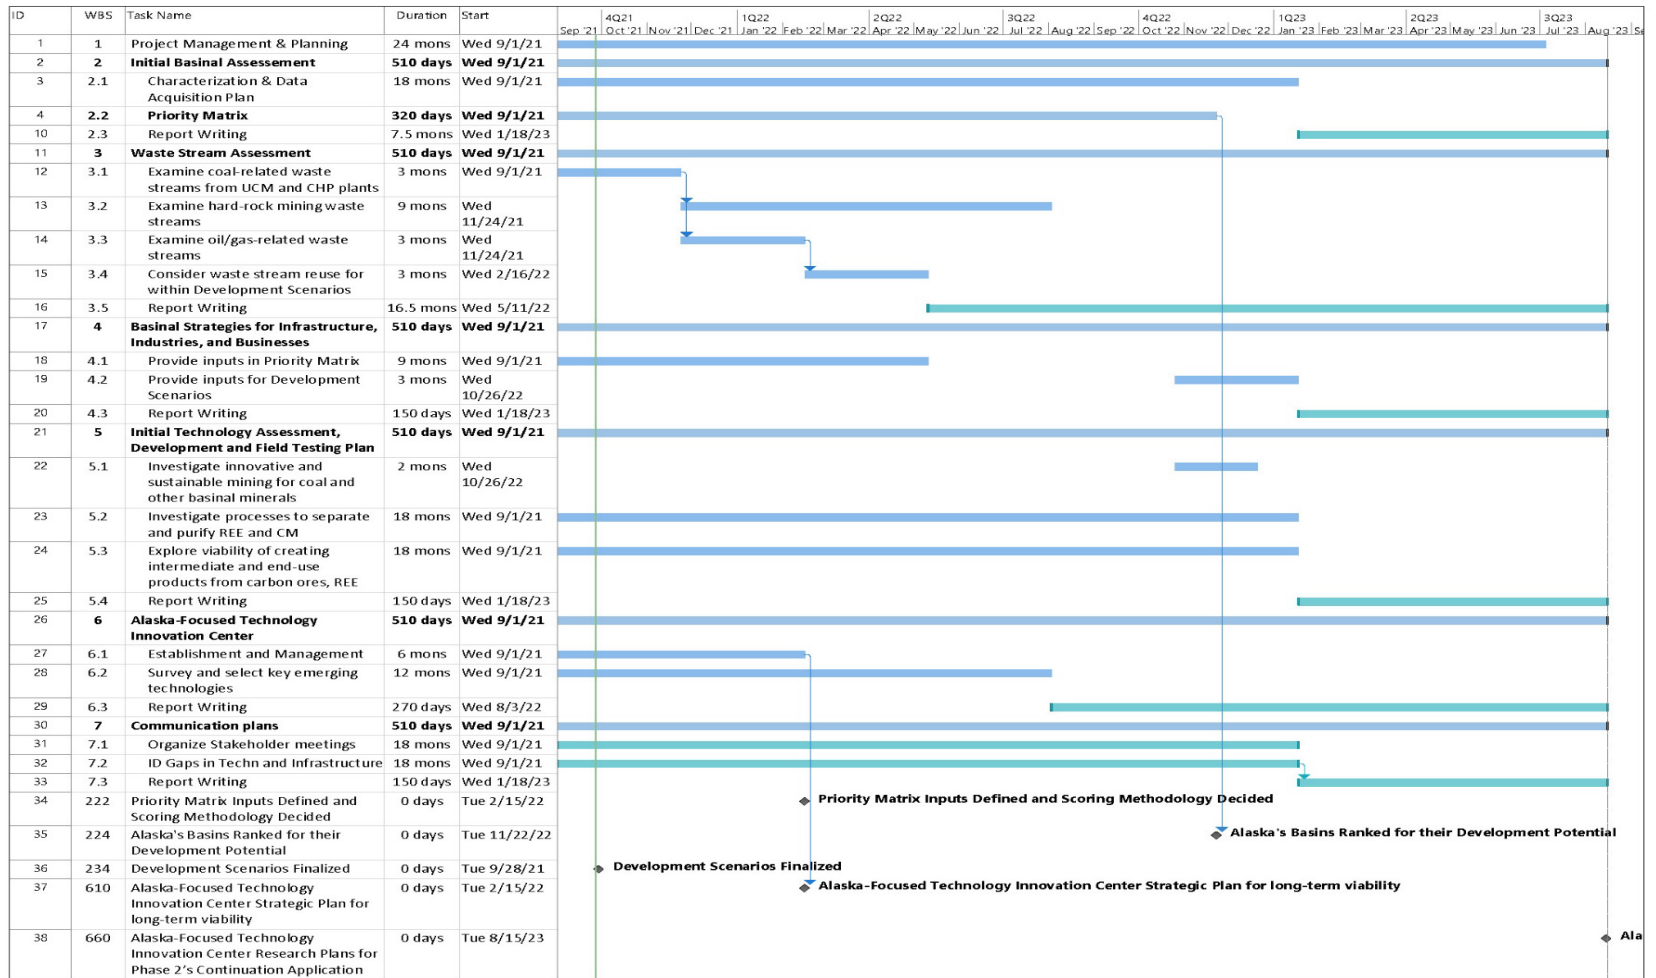 ID WBS Task Name Duration Start 4Q21 1Q22 2Q22 3Q22 4Q22 1Q23 2Q23 3Q23
Sep '21 Oct '21 Nov '21 Dec '21 Jan '22 Feb '22 Mar '22 Apr '22 May '22 Jun '22 Jul '22 Aug '22 Sep '22 Oct '22 Nov '22 Dec '22 Jan '23 Feb '23 Mar '23 Apr '23 May '23 Jun '23 Jul '23 Aug '23 Se
1 1 Project Management & Planning 24 mons Wed 9/1/21
2 2 Initial Basinal Assessement 510 days Wed 9/1/21
3 2.1 Characterization & Data 18 mons Wed 9/1/21
Acquisition Plan
4 2.2 Priority Matrix 320 days Wed 9/1/21
10 2.3 Report Writing 7.5 mons Wed 1/18/23
11 3 Waste Stream Assessment 510 days Wed 9/1/21
12 3.1 Examine coal-related waste 3 mons Wed 9/1/21
streams from UCM and CHP plants
13 3.2 Examine hard-rock mining waste 9 mons Wed
streams 11/24/21
14 3.3 Examine oil/gas-related waste 3 mons Wed
streams 11/24/21
15 3.4 Consider waste stream reuse for 3 mons Wed 2/16/22
within Development Scenarios
16 3.5 Report Writing 16.5 mons Wed 5/11/22
17 4 Basinal Strategies for Infrastructure, 510 days Wed 9/1/21
Industries, and Businesses
18 4.1 Provide inputs in Priority Matrix 9 mons Wed 9/1/21
19 4.2 Provide inputs for Development 3 mons Wed
Scenarios 10/26/22
20 4.3 Report Writing 150 days Wed 1/18/23
21 5 Initial Technology Assessment, 510 days Wed 9/1/21
Development and Field Testing Plan
22 5.1 Investigate innovative and 2 mons Wed
sustainable mining for coal and 10/26/22
other basinal minerals
23 5.2 Investigate processes to separate 18 mons Wed 9/1/21
and purify REE and CM
24 5.3 Explore viability of creating 18 mons Wed 9/1/21
intermediate and end-use
products from carbon ores, REE
25 5.4 Report Writing 150 days Wed 1/18/23
26 6 Alaska-Focused Technology 510 days Wed 9/1/21
Innovation Center
27 6.1 Establishment and Management 6 mons Wed 9/1/21
28 6.2 Survey and select key emerging 12 mons Wed 9/1/21
technologies
29 6.3 Report Writing 270 days Wed 8/3/22
30 7 Communication plans 510 days Wed 9/1/21
31 7.1 Organize Stakeholder meetings 18 mons Wed 9/1/21
32 7.2 ID Gaps in Techn and Infrastructure 18 mons Wed 9/1/21
33 7.3 Report Writing 150 days Wed 1/18/23
34 222 Priority Matrix Inputs Defined and 0 days Tue 2/15/22 Priority Matrix Inputs Defined and Scoring Methodology Decided
Scoring Methodology Decided
35 224 Alaska's Basins Ranked for their 0 days Tue 11/22/22 Alaska's Basins Ranked for their Development Potential
Development Potential
36 234 Development Scenarios Finalized 0 days Tue 9/28/21 Development Scenarios Finalized
37 610 Alaska-Focused Technology 0 days Tue 2/15/22 Alaska-Focused Technology Innovation Center Strategic Plan for long-term viability
Innovation Center Strategic Plan for
long-term viability
38 660 Alaska-Focused Technology 0 days Tue 8/15/23 Ala
Innovation Center Research Plans for
Phase 2's Continuation Application